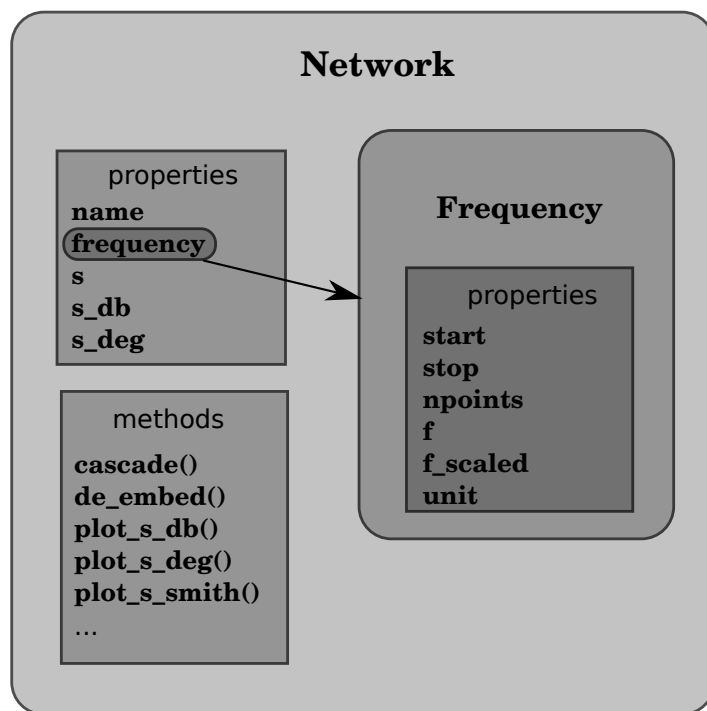 Network
properties
name
frequency
s
s_db
s_deg
methods
cascade()
de_embed()
plot_s_db()
plot_s_deg()
plot_s_smith()
...
Frequency
properties
start
stop
npoints
f
f_scaled
unit